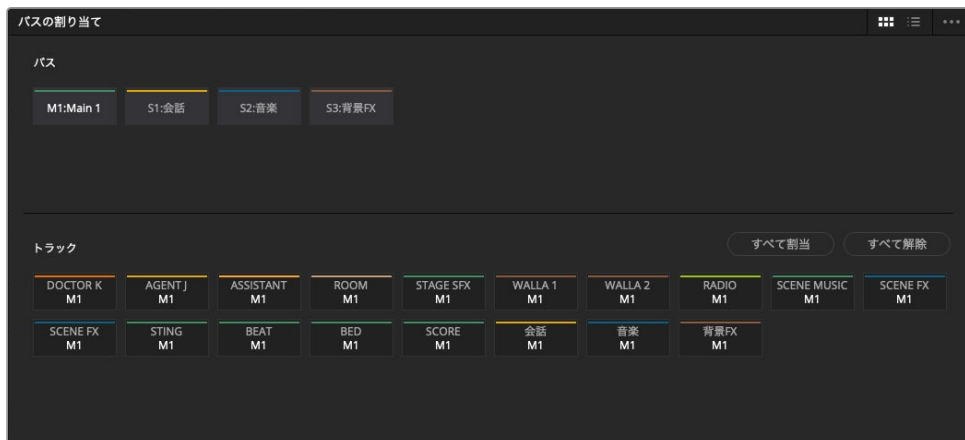 バスの割り当て
バス
M1:Main 1 S1:会話 S2:音楽 S3:背景FX
トラック すべて割当 すべて解除
DOCTOR K AGENT J ASSISTANT ROOM STAGE SFX WALLA 1 WALLA 2 RADIO SCENE MUSIC SCENE FX
M1 M1 M1 M1 M1 M1 M1 M1 M1 M1
SCENE FX STING BEAT BED SCORE 会話 音楽 背景FX
M1 M1 M1 M1 M1 M1 M1 M1